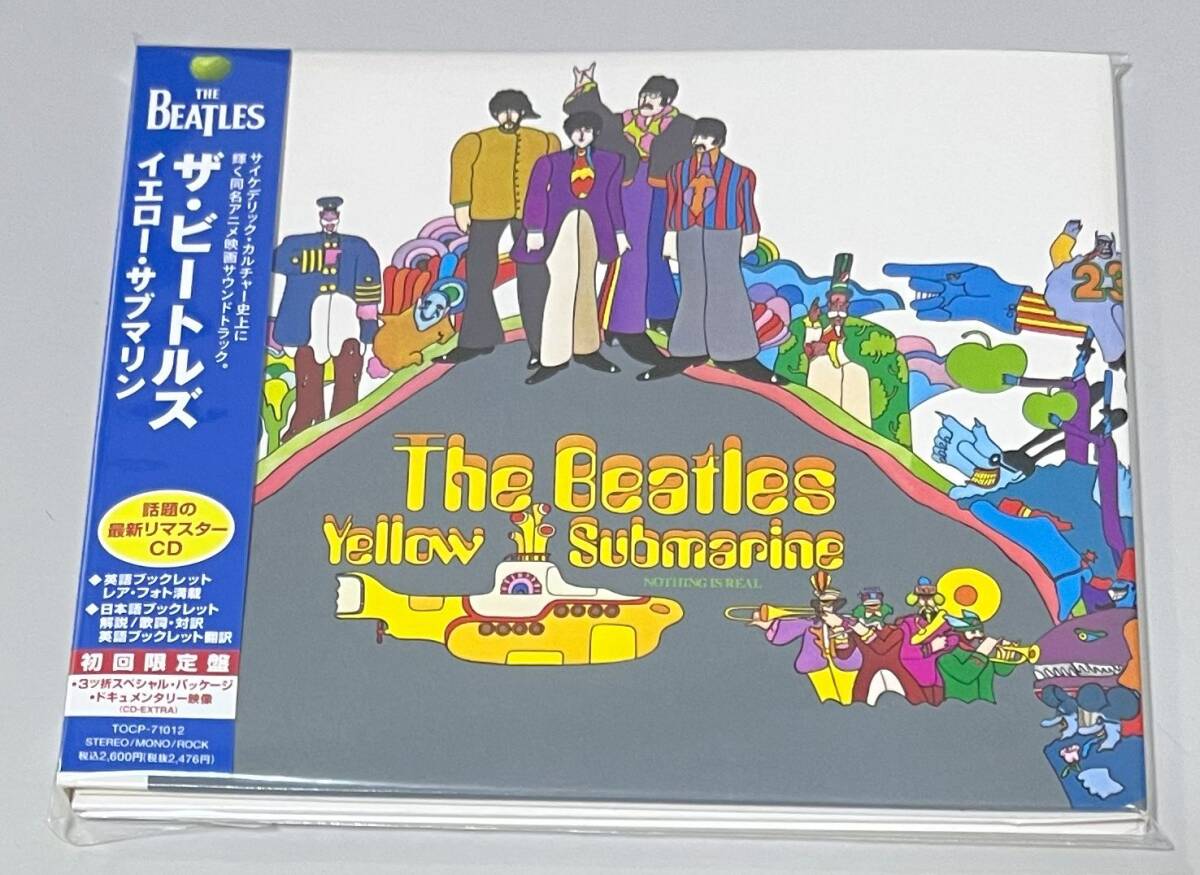 THE
BEATLES
サイケデリック・カルチャー史上に
輝く同名アニメ映画サウンドトラック。
ザ・ビートルズ
イエロー・サブマリン
話題の
最新リマスター
CD
◆英語ブックレット
レア・フォト満載
◆日本語ブックレット
解説/歌詞・対訳
英語ブックレット翻訳
初回限定盤
・3ツ折スペシャル・パッケージ
・ドキュメンタリー映像
(CD-EXTRA)
TOCP-71012
STEREO/MONO/ROCK
税込2,600円(税抜2,476円)
The Beatles
Yellow Submarine
NOTHING IS REAL
23